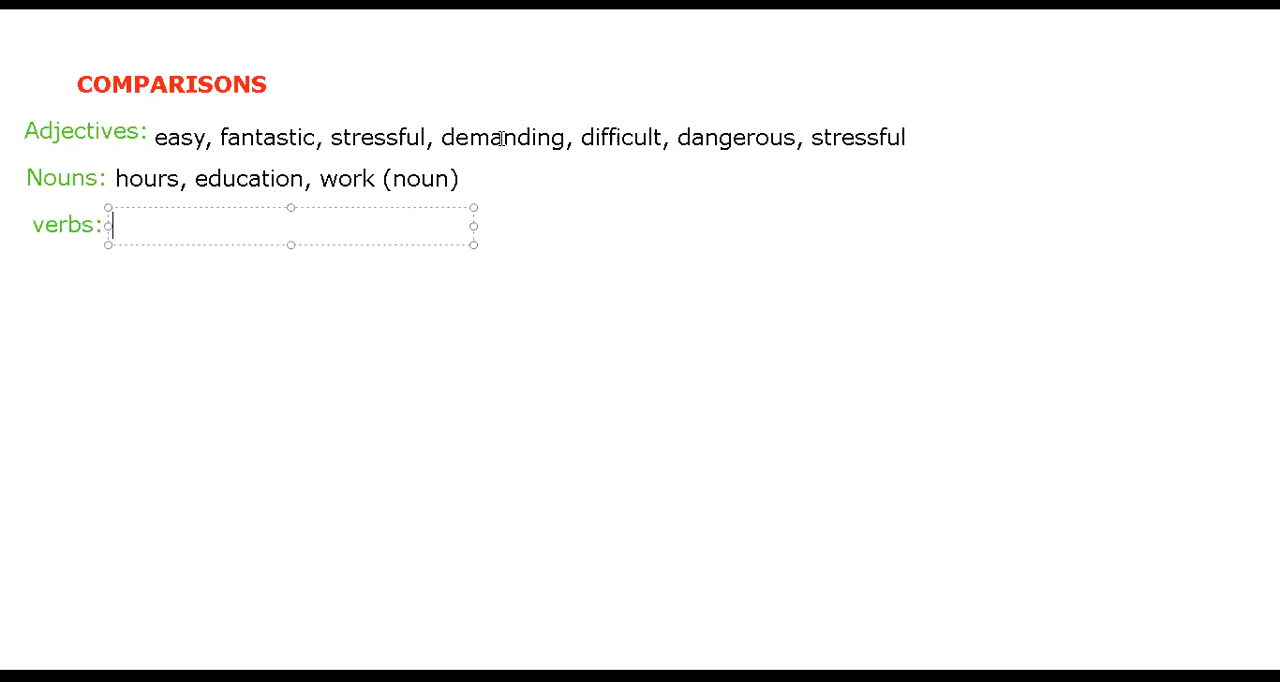 COMPARISONS
Adjectives: easy, fantastic, stressful, demanding, difficult, dangerous, stressful
Nouns: hours, education, work (noun)
verbs: